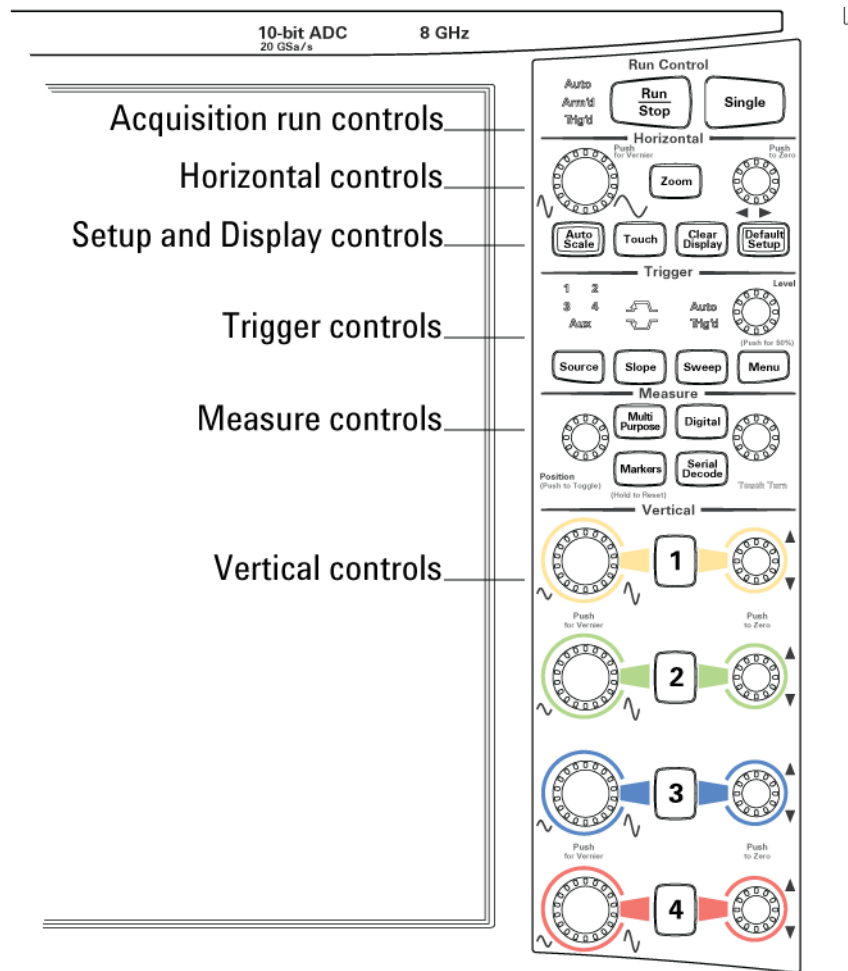 10-bit ADC 8 GHz
20 GSa/s
Run Control
Auto
Arm'd
Trig'd
Run
Stop
Single
Acquisition run controls
Horizontal
Push
for Vernier
Push
to Zero
Zoom
Horizontal controls
Auto
Scale
Touch
Clear
Display
Default
Setup
Setup and Display controls
Trigger
1 2
3 4
Aux
Auto
Trig'd
Level
(Push for 50%)
Trigger controls
Source
Slope
Sweep
Menu
Measure
Multi
Purpose
Digital
Measure controls
Markers
Serial
Decode
Position
(Push to Toggle)
(Hold to Reset)
Touch Turn
Vertical
1
Vertical controls
Push
for Vernier
Push
to Zero
2
3
Push
for Vernier
Push
to Zero
4